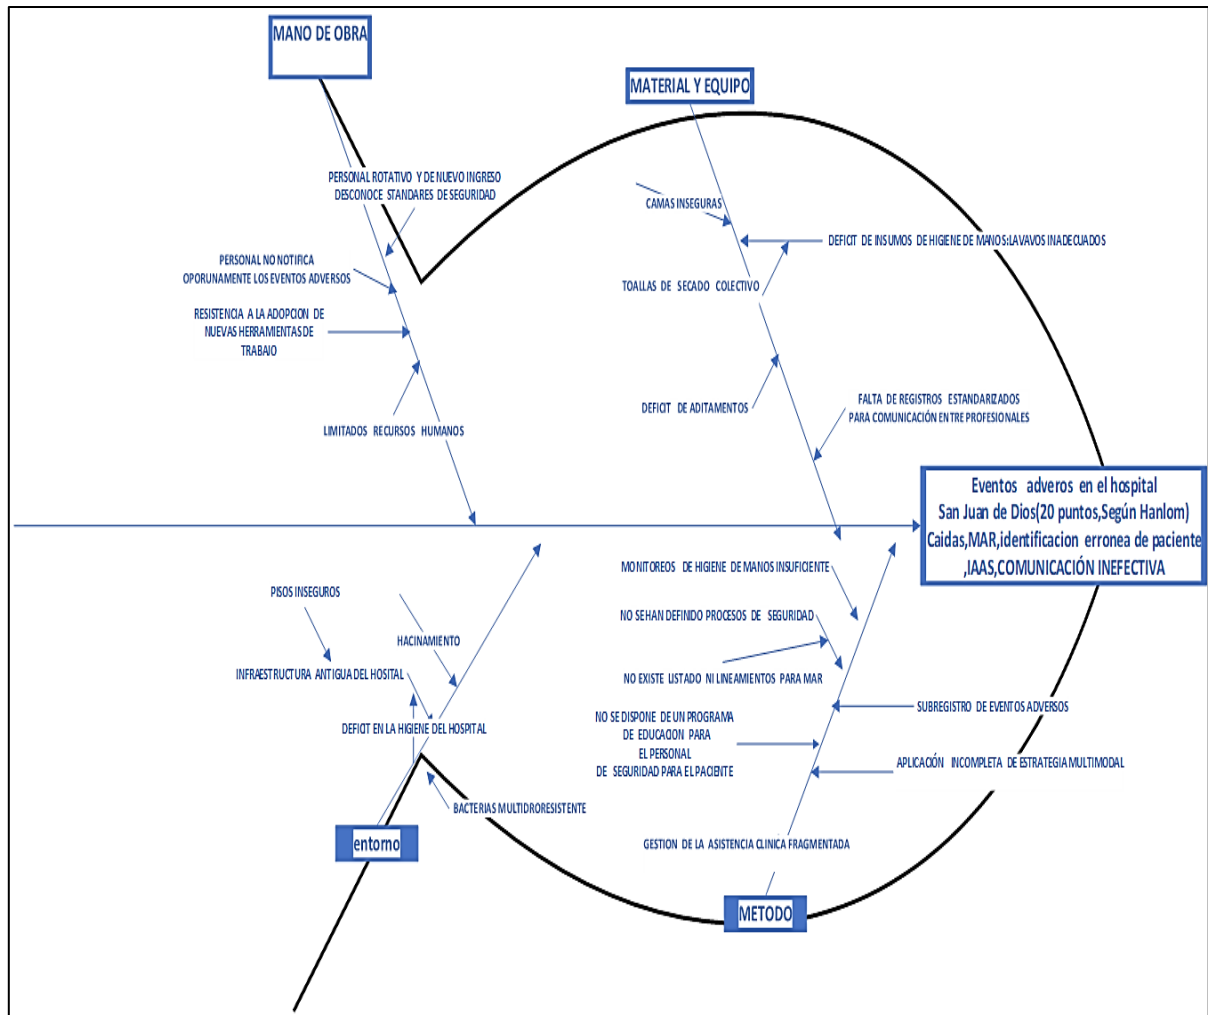 MANO DE OBRA
MATERIAL Y EQUIPO
PERSONAL ROTATIVO Y DE NUEVO INGRESO
DESCONOCE STANDARES DE SEGURIDAD
CAMAS INSEGURAS
DEFICIT DE INSUMOS DE HIGIENE DE MANOS:LAVAVOS INADECUADOS
PERSONAL NO NOTIFICA
OPORUNAMENTE LOS EVENTOS ADVERSOS
TOALLAS DE SECADO COLECTIVO
RESISTENCIA A LA ADOPCION DE
NUEVAS HERRAMIENTAS DE
TRABAJO
DEFICIT DE ADITAMENTOS
FALTA DE REGISTROS ESTANDARIZADOS
PARA COMUNICACIÓN ENTRE PROFESIONALES
LIMITADOS RECURSOS HUMANOS
Eventos adveros en el hospital
San Juan de Dios(20 puntos,Según Hanlom)
Caidas,MAR,identificacion erronea de paciente
,IAAS,COMUNICACIÓN INEFECTIVA
MONITOREOS DE HIGIENE DE MANOS INSUFICIENTE
PISOS INSEGUROS
NO SEHAN DEFINIDO PROCESOS DE SEGURIDAD
HACINAMIENTO
INFRAESTRUCTURA ANTIGUA DEL HOSITAL
NO EXISTE LISTADO NI LINEAMIENTOS PARA MAR
SUBREGISTRO DE EVENTOS ADVERSOS
NO SE DISPONE DE UN PROGRAMA
DE EDUCACION PARA
EL PERSONAL
DE SEGURIDAD PARA EL PACIENTE
DEFICIT EN LA HIGIENE DEL HOSPITAL
APLICACIÓN INCOMPLETA DE ESTRATEGIA MULTIMODAL
BACTERIAS MULTIDRORESISTENTE
entorno
GESTION DE LA ASISTENCIA CLINICA FRAGMENTADA
METODO